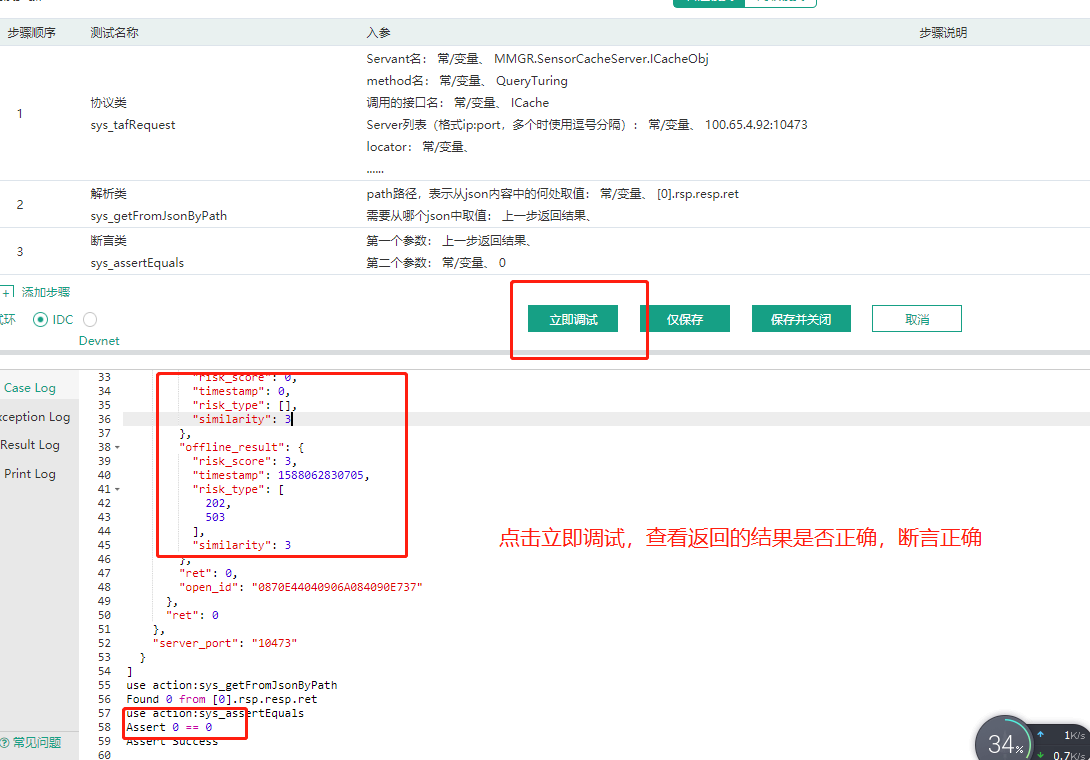 步骤顺序 测试名称 入参 步骤说明
Servant名： 常/变量、 MMGR.SensorCacheServer.ICacheObj
method名： 常/变量、 QueryTuring
协议类 调用的接口名： 常/变量、 ICache
1
sys_tafRequest Server列表（格式ip:port，多个时使用逗号分隔）： 常/变量、 100.65.4.92:10473
locator： 常/变量、
......
解析类 path路径，表示从json内容中的何处取值： 常/变量、 [0].rsp.resp.ret
2
sys_getFromJsonByPath 需要从哪个json中取值： 上一步返回结果、
断言类 第一个参数： 上一步返回结果、
3
sys_assertEquals 第二个参数： 常/变量、 0
+ 添加步骤
试环 IDC 立即调试 仅保存 保存并关闭 取消
Devnet
Case Log
xception Log
Result Log
Print Log
常见问题
33 "risk_score": 0,
34 "timestamp": 0,
35 "risk_type": [],
36 "similarity": 3
37 },
38 "offline_result": {
39 "risk_score": 3,
40 "timestamp": 1588062830705,
41 "risk_type": [
42 202,
43 503
44 ],
45 "similarity": 3
46 },
47 "ret": 0,
48 "open_id": "0870E44040906A084090E737"
49 },
50 "ret": 0
51 },
52 "server_port": "10473"
53 }
54 ]
55 use action:sys_getFromJsonByPath
56 Found 0 from [0].rsp.resp.ret
57 use action:sys_assertEquals
58 Assert 0 == 0
59 Assert Success
60
点击立即调试，查看返回的结果是否正确，断言正确
34%
1K/s
0.7K/s